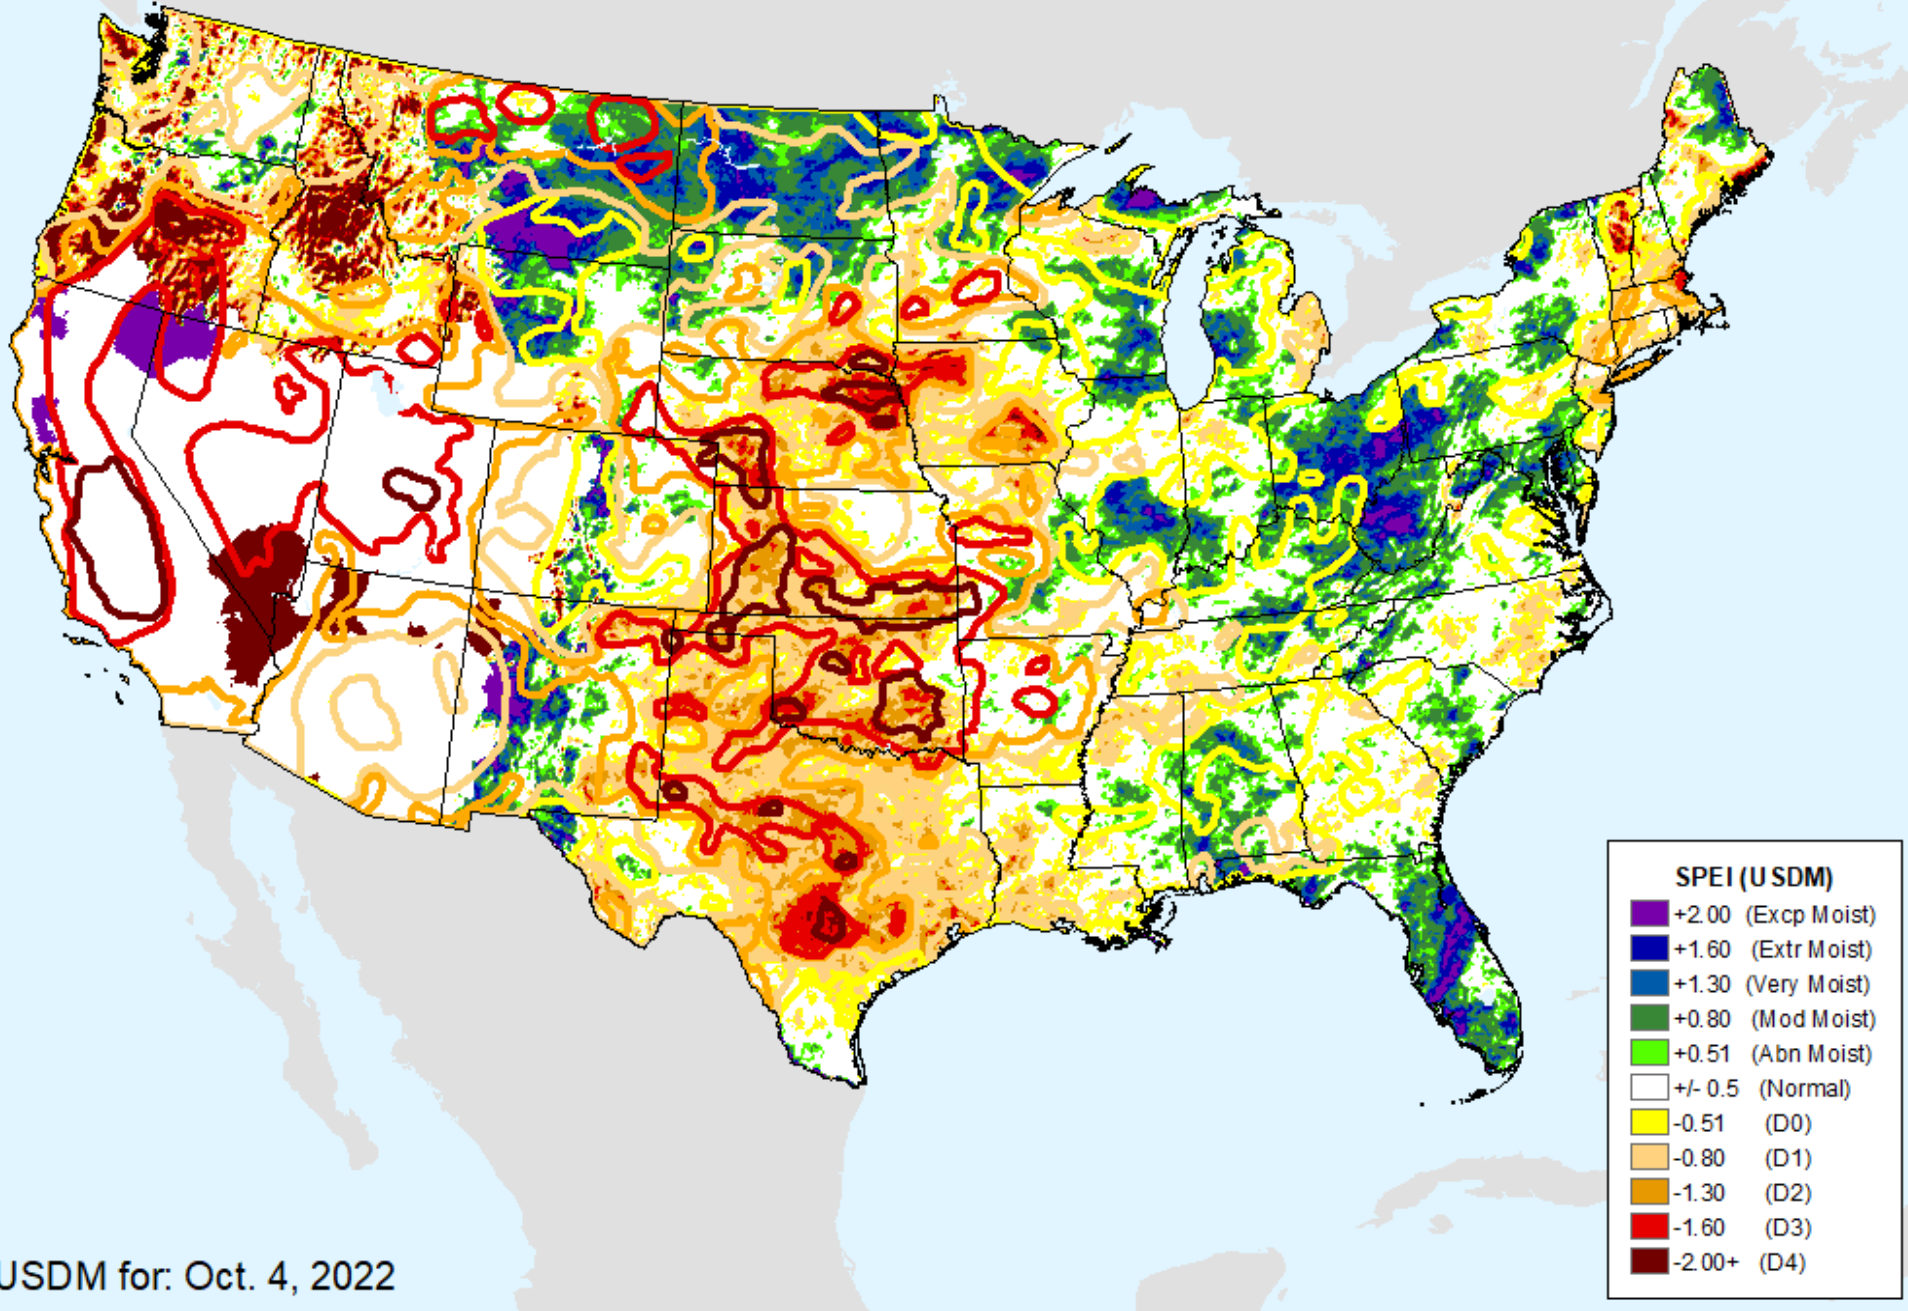 SPEI (USDM)
+2.00 (Excp Moist)
+1.60 (Extr Moist)
+1.30 (Very Moist)
+0.80 (Mod Moist)
+0.51 (Abn Moist)
+/- 0.5 (Normal)
-0.51 (D0)
-0.80 (D1)
-1.30 (D2)
-1.60 (D3)
-2.00+ (D4)
USDM for: Oct. 4, 2022